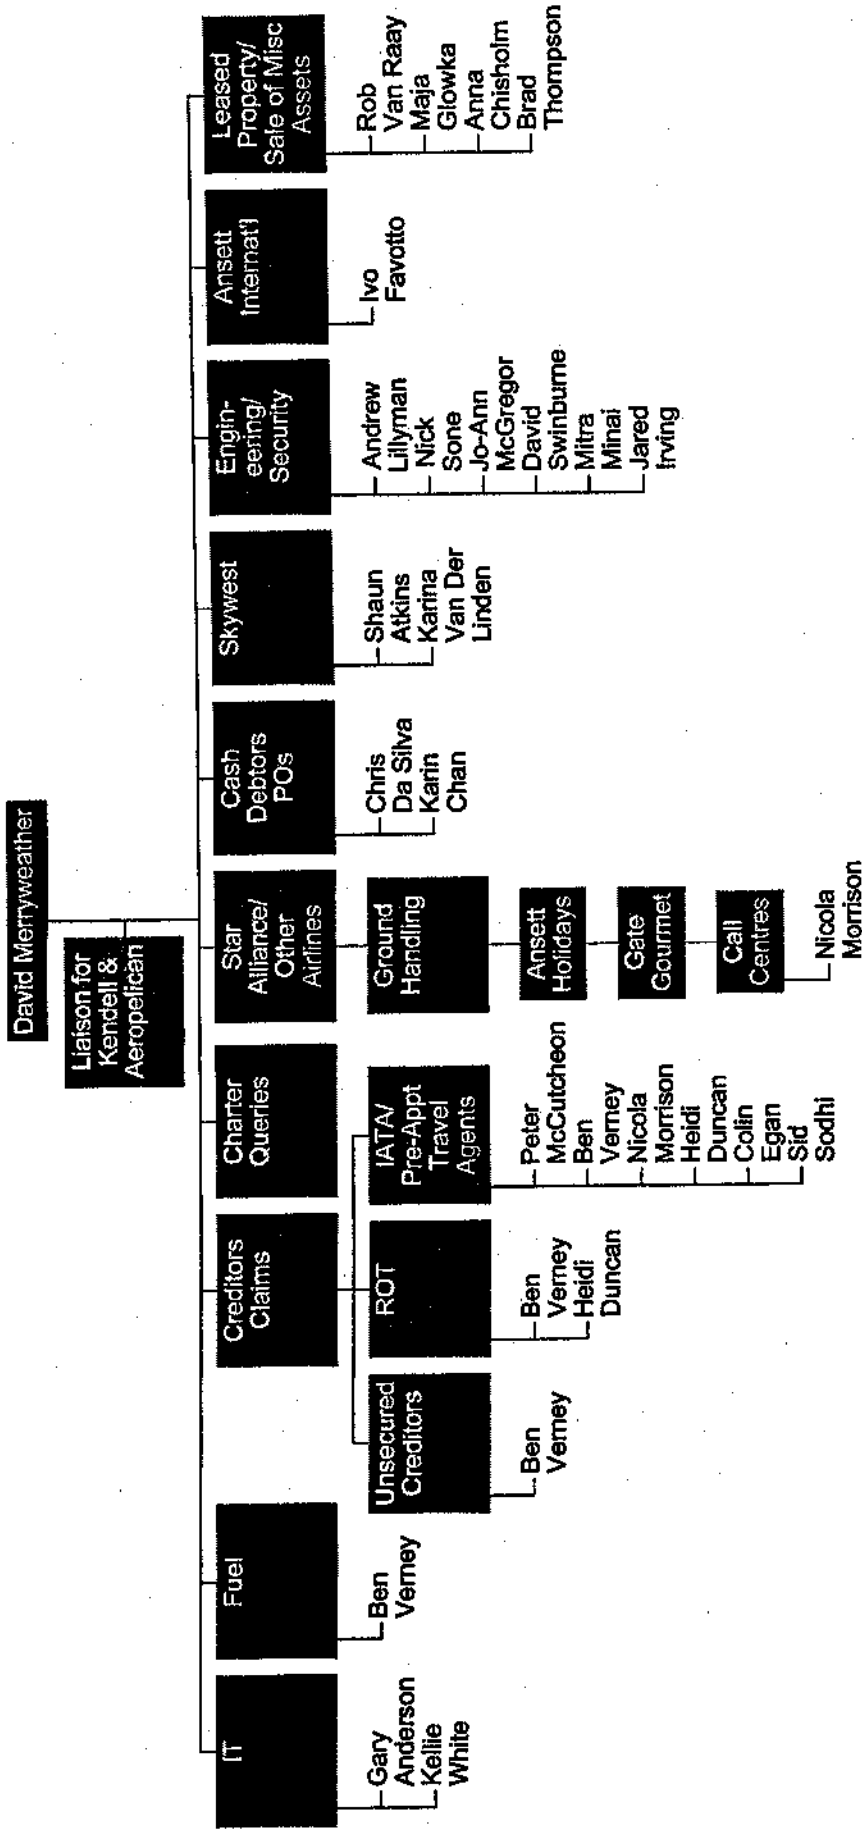 David Merryweather
Liaison for
Kendell &
Aeropelican
IT
Gary
Anderson
Kellie
White
Fuel
Ben
Verney
Creditors
Claims
Unsecured
Creditors
Ben
Verney
ROT
Ben
Verney
Heidi
Duncan
IATA/
Pre-Appt
Travel
Agents
Peter
McCutcheon
Ben
Verney
Nicola
Morrison
Heidi
Duncan
Colin
Egan
Sid
Sodhi
Charter
Queries
Star
Alliance/
Other
Airlines
Ground
Handling
Ansett
Holidays
Gate
Gourmet
Call
Centres
Nicola
Morrison
Cash
Debtors
POs
Chris
Da Silva
Karin
Chan
Skywest
Shaun
Atkins
Karina
Van Der
Linden
Engin-
eering/
Security
Andrew
Lillyman
Nick
Sone
Jo-Ann
McGregor
David
Swinburne
Mitra
Minai
Jared
Irving
Ansett
Internat'l
Ivo
Favotto
Leased
Property/
Sale of Misc
Assets
Rob
Van Raay
Maja
Glowka
Anna
Chisholm
Brad
Thompson